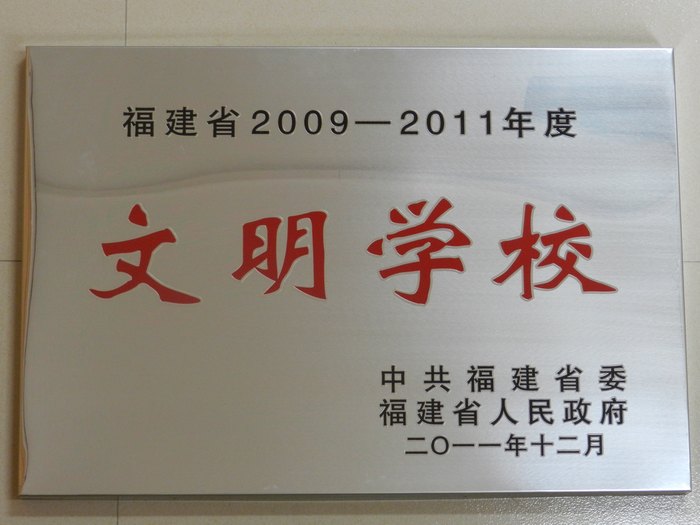 福建省2009—2011年度
文明学校
中共福建省委
福建省人民政府
二〇一一年十二月